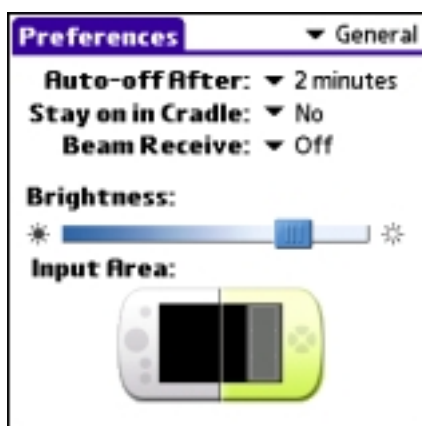 Preferences ▼ General
Auto-off After: ▼ 2 minutes
Stay on in Cradle: ▼ No
Beam Receive: ▼ Off
Brightness:
Input Area: